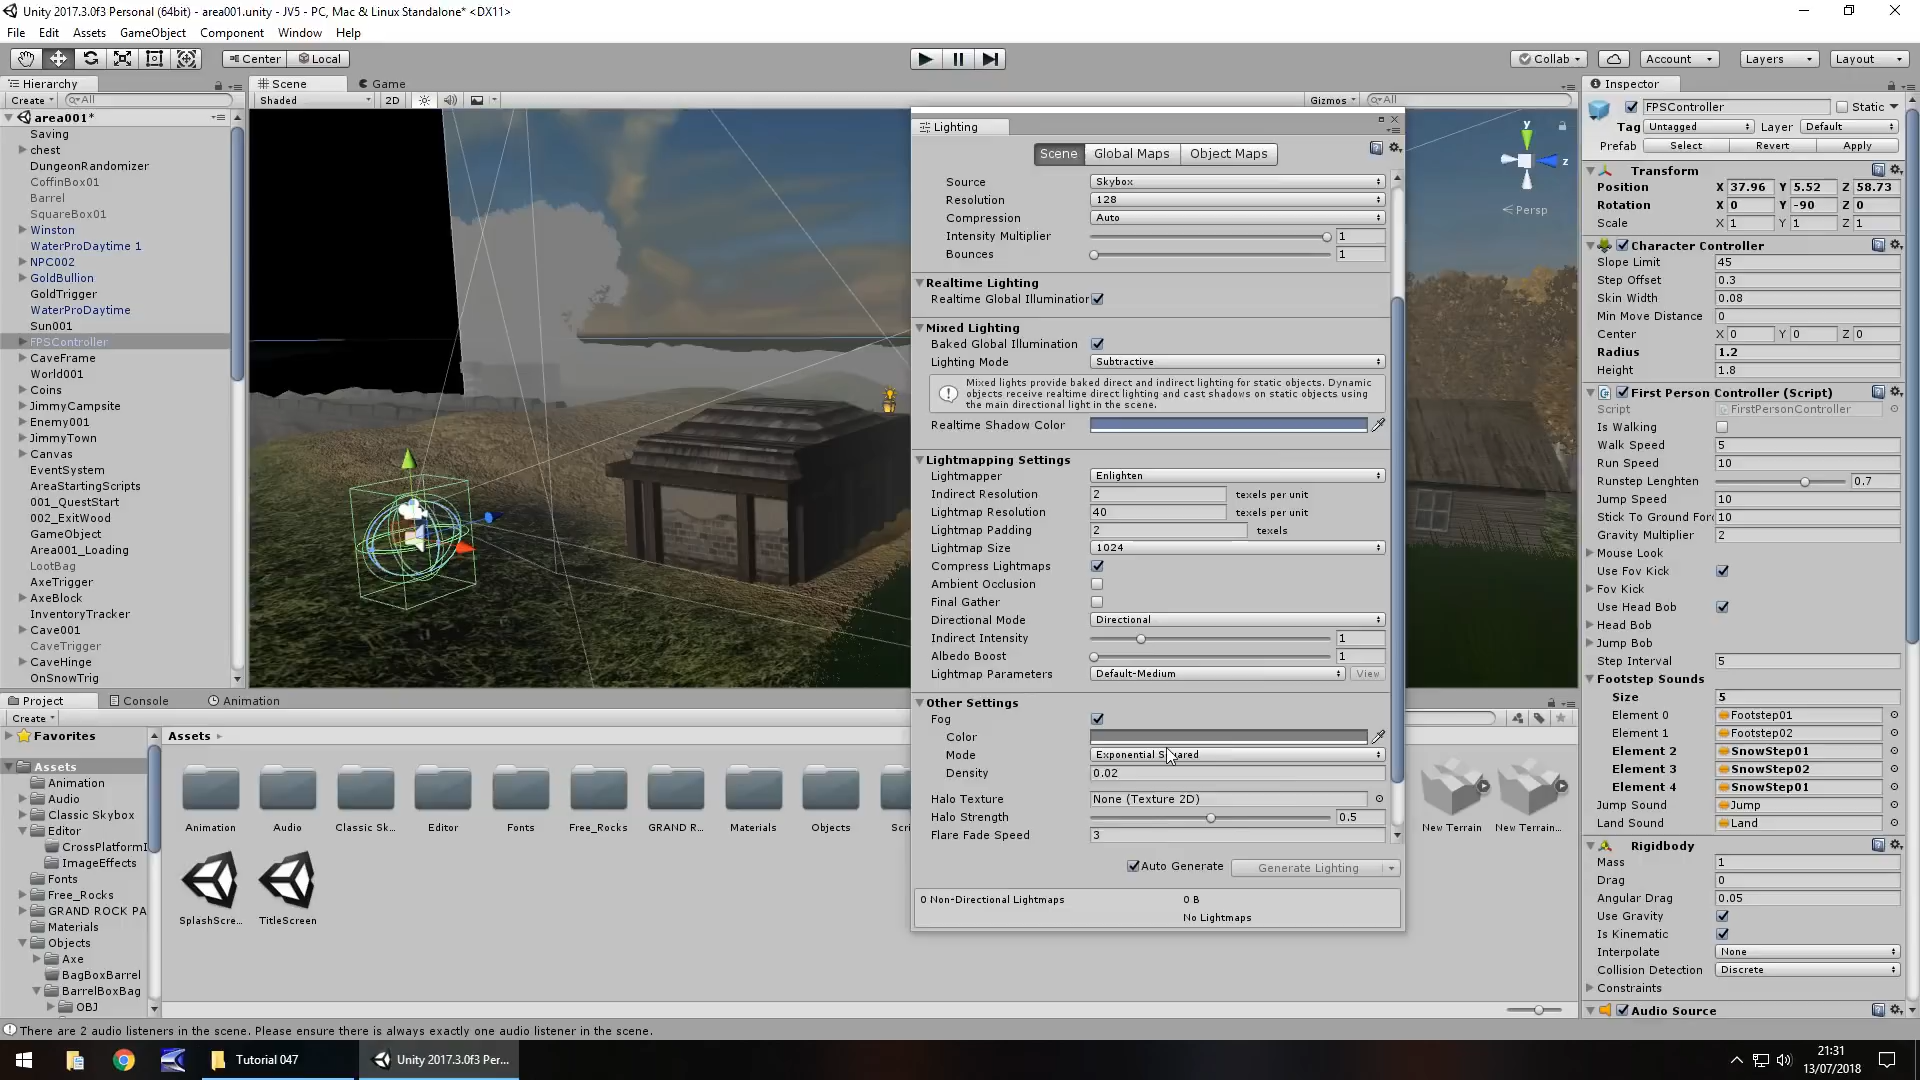 Unity 2017.3.0f3 Personal (64bit) - area001.unity - JV5 - PC, Mac & Linux Standalone* <DX11>
File Edit Assets GameObject Component Window Help
Center Local Collab Account Layers Layout
Hierarchy
Create All
area001*
Saving
chest
DungeonRandomizer
CoffinBox01
Barrel
SquareBox01
Winston
WaterProDaytime 1
NPC002
GoldBullion
GoldTrigger
WaterProDaytime
Sun001
FPSController
CaveFrame
World001
Coins
JimmyCampsite
Enemy001
JimmyTown
Canvas
EventSystem
AreaStartingScripts
001_QuestStart
002_ExitWood
GameObject
Area001_Loading
LootBag
AxeTrigger
AxeBlock
InventoryTracker
Cave001
CaveTrigger
CaveHinge
OnSnowTrig
Scene Game
Shaded 2D Gizmos All
y
z
Persp
Lighting
Scene Global Maps Object Maps
Source Skybox
Resolution 128
Compression Auto
Intensity Multiplier 1
Bounces 1
Realtime Lighting
Realtime Global Illumination
Mixed Lighting
Baked Global Illumination
Lighting Mode Subtractive
Mixed lights provide baked direct and indirect lighting for static objects. Dynamic
objects receive realtime direct lighting and cast shadows on static objects using
the main directional light in the scene.
Realtime Shadow Color
Lightmapping Settings
Lightmapper Enlighten
Indirect Resolution 2 texels per unit
Lightmap Resolution 40 texels per unit
Lightmap Padding 2 texels
Lightmap Size 1024
Compress Lightmaps
Ambient Occlusion
Final Gather
Directional Mode Directional
Indirect Intensity 1
Albedo Boost 1
Lightmap Parameters Default-Medium View
Other Settings
Fog
Color
Mode Exponential Squared
Density 0.02
Halo Texture None (Texture 2D)
Halo Strength 0.5
Flare Fade Speed 3
Auto Generate Generate Lighting
0 Non-Directional Lightmaps 0 B
No Lightmaps
Inspector
FPSController Static
Tag Untagged Layer Default
Prefab Select Revert Apply
Transform
Position X 37.96 Y 5.52 Z 58.73
Rotation X 0 Y -90 Z 0
Scale X 1 Y 1 Z 1
Character Controller
Slope Limit 45
Step Offset 0.3
Skin Width 0.08
Min Move Distance 0
Center X 0 Y 0 Z 0
Radius 1.2
Height 1.8
First Person Controller (Script)
Script FirstPersonController
Is Walking
Walk Speed 5
Run Speed 10
Runstep Lenghten 0.7
Jump Speed 10
Stick To Ground For 10
Gravity Multiplier 2
Mouse Look
Use Fov Kick
Fov Kick
Use Head Bob
Head Bob
Jump Bob
Step Interval 5
Footstep Sounds
Size 5
Element 0 Footstep01
Element 1 Footstep02
Element 2 SnowStep01
Element 3 SnowStep02
Element 4 SnowStep01
Jump Sound Jump
Land Sound Land
Rigidbody
Mass 1
Drag 0
Angular Drag 0.05
Use Gravity
Is Kinematic
Interpolate None
Collision Detection Discrete
Constraints
Audio Source
Project Console Animation
Create
Favorites
Assets
Animation
Audio
Classic Skybox
Editor
CrossPlatformI
ImageEffects
Fonts
Free_Rocks
GRAND ROCK PA
Materials
Objects
Axe
BagBoxBarrel
BarrelBoxBag
OBJ
Assets
Animation Audio Classic Sk... Editor Fonts Free_Rocks GRAND R... Materials Objects Scri New Terrain New Terrain...
SplashScre... TitleScreen
There are 2 audio listeners in the scene. Please ensure there is always exactly one audio listener in the scene.
Tutorial 047 Unity 2017.3.0f3 Per...
21:31
13/07/2018